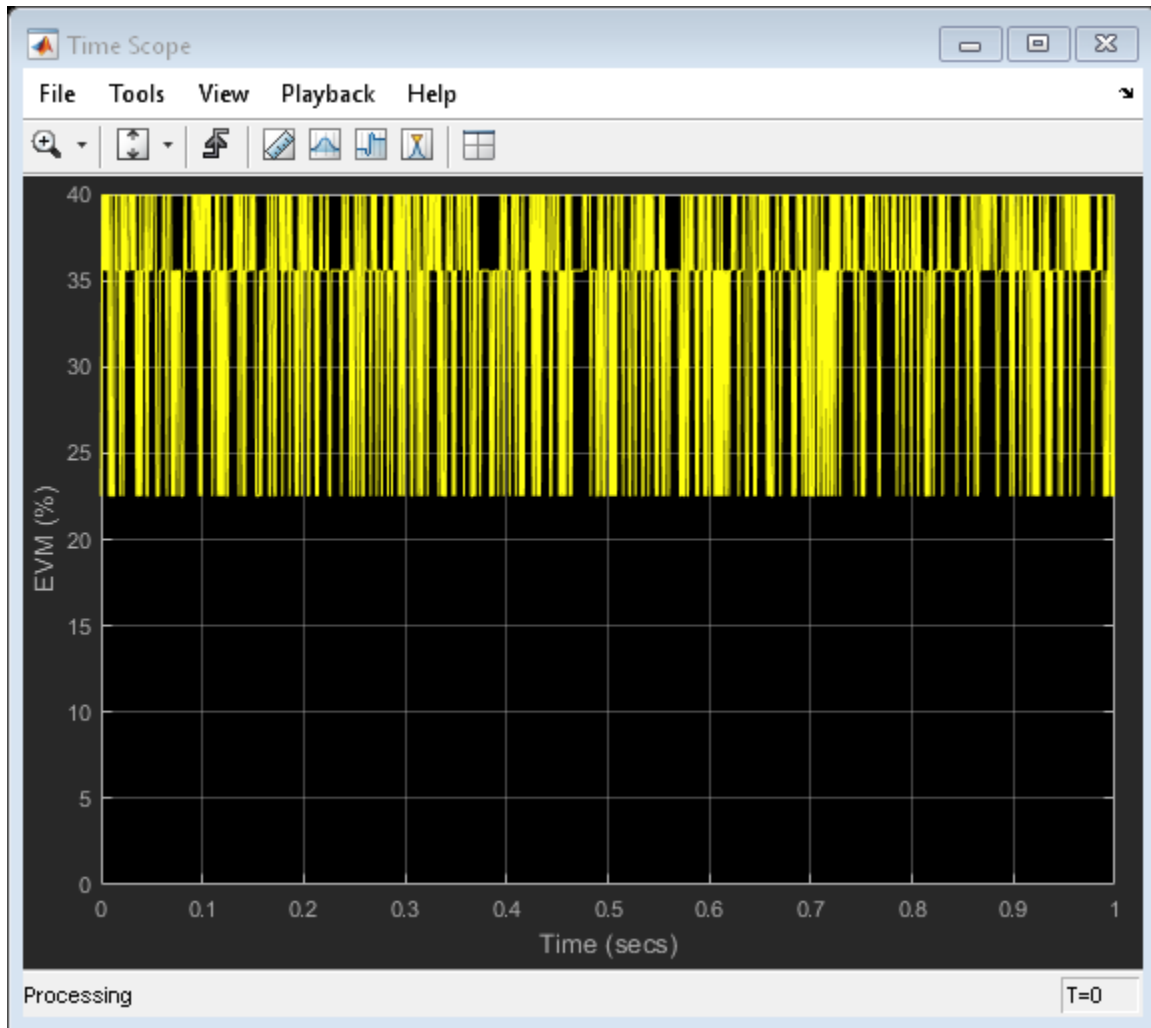 Time Scope
File Tools View Playback Help
40
35
30
25
20
15
10
5
0
EVM (%)
0 0.1 0.2 0.3 0.4 0.5 0.6 0.7 0.8 0.9 1
Time (secs)
Processing T=0